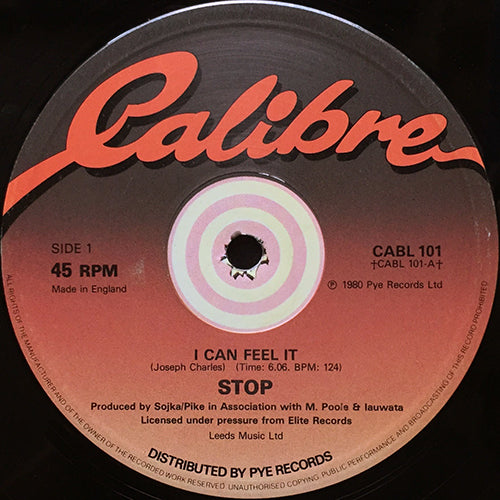 Calibre
SIDE 1
45 RPM
Made in England
CABL 101
†CABL 101-A†
℗ 1980 Pye Records Ltd
I CAN FEEL IT
(Joseph Charles) (Time: 6.06. BPM: 124)
STOP
Produced by Sojka/Pike in Association with M. Poole & Iauwata
Licensed under pressure from Elite Records
Leeds Music Ltd
DISTRIBUTED BY PYE RECORDS
ALL RIGHTS OF THE MANUFACTURER AND OF THE OWNER OF THE RECORDED WORK RESERVED. UNAUTHORISED COPYING, PUBLIC PERFORMANCE AND BROADCASTING OF THIS RECORD PROHIBITED